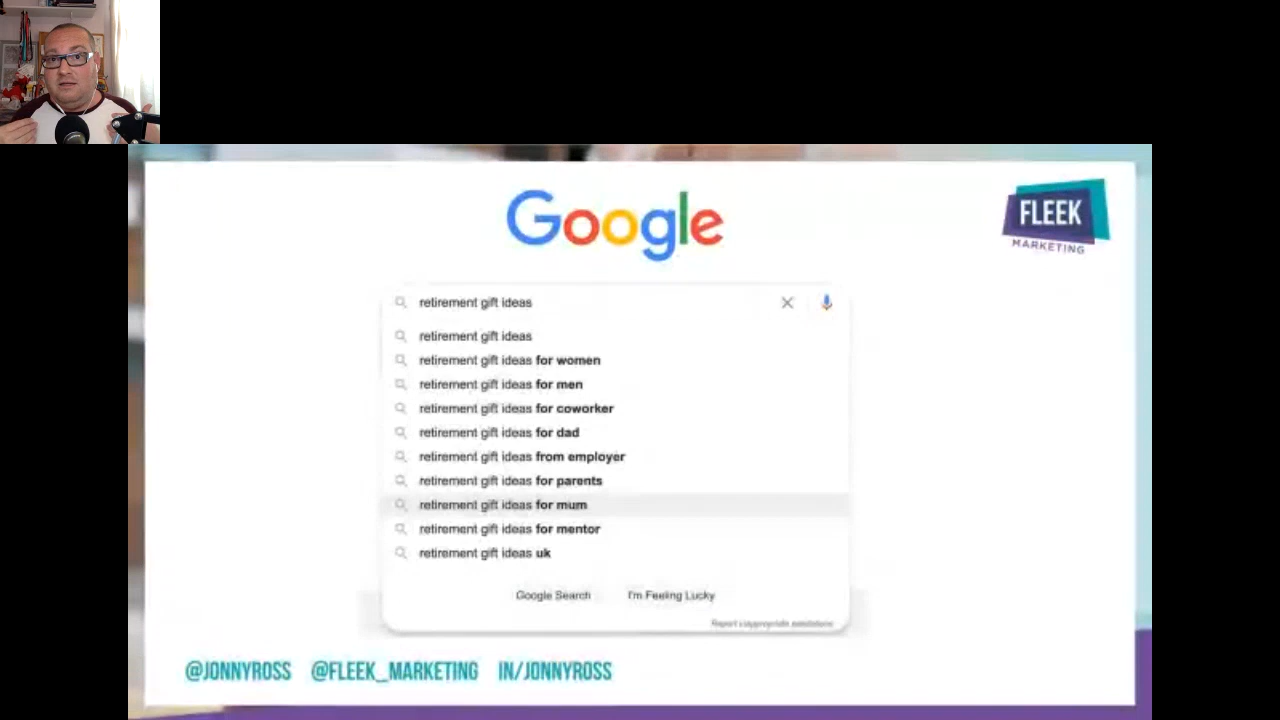 Google
FLEEK
MARKETING
retirement gift ideas
retirement gift ideas
retirement gift ideas for women
retirement gift ideas for men
retirement gift ideas for coworker
retirement gift ideas for dad
retirement gift ideas from employer
retirement gift ideas for parents
retirement gift ideas for mum
retirement gift ideas for mentor
retirement gift ideas uk
Google Search I'm Feeling Lucky
Report inappropriate predictions
@JONNYROSS @FLEEK_MARKETING IN/JONNYROSS